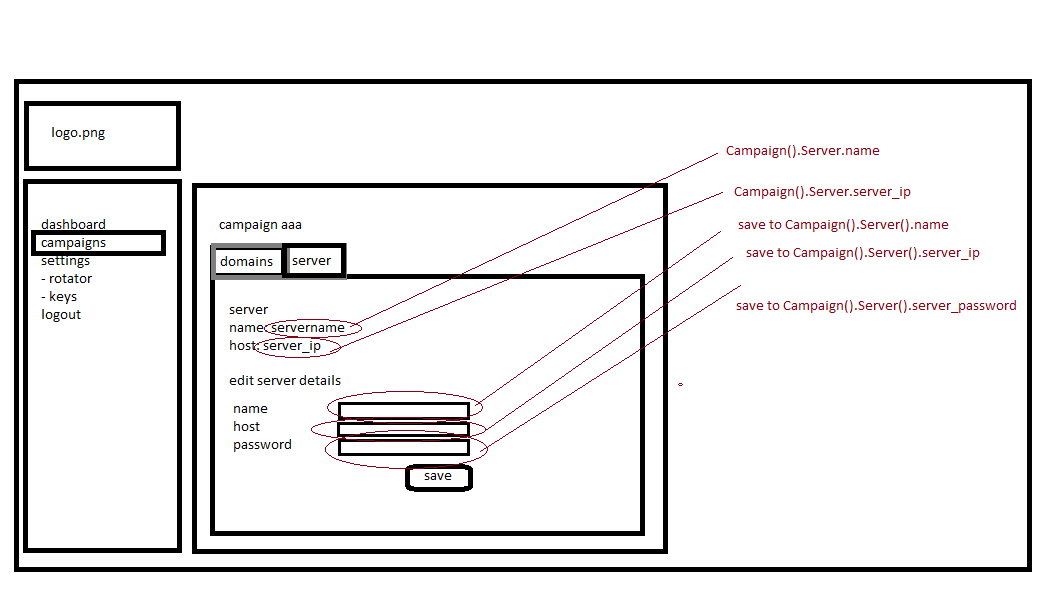 logo.png
dashboard
campaigns
settings
- rotator
- keys
logout
campaign aaa
domains
server
server
name: servername
host: server_ip
edit server details
name
host
password
save
Campaign().Server.name
Campaign().Server.server_ip
save to Campaign().Server().name
save to Campaign().Server().server_ip
save to Campaign().Server().server_password